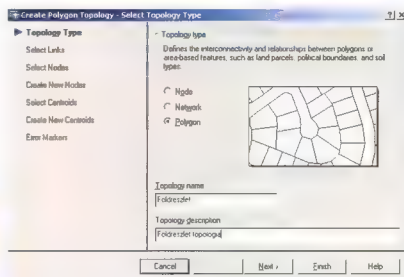 Create Polygon Topology - Select Topology Type
Topology Type
Select Links
Select Nodes
Create New Nodes
Select Centroids
Create New Centroids
Error Markers
Topology type
Defines the interconnectivity and relationships between polygons or
area-based features, such as land parcels, political boundaries, and soil
types.
Node
Network
Polygon
Topology name
Foldreszlet
Topology description
Foldreszlet topologia
Cancel
Next >
Finish
Help